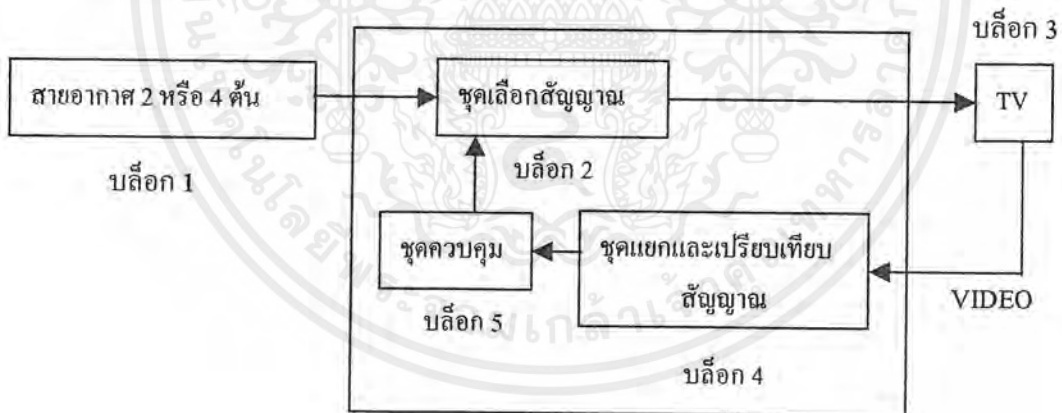 บล็อก 3
สายอากาศ 2 หรือ 4 ต้น
ชุดเลือกสัญญาณ
TV
บล็อก 1
บล็อก 2
ชุดควบคุม
ชุดแยกและเปรียบเทียบ
สัญญาณ
บล็อก 5
VIDEO
บล็อก 4